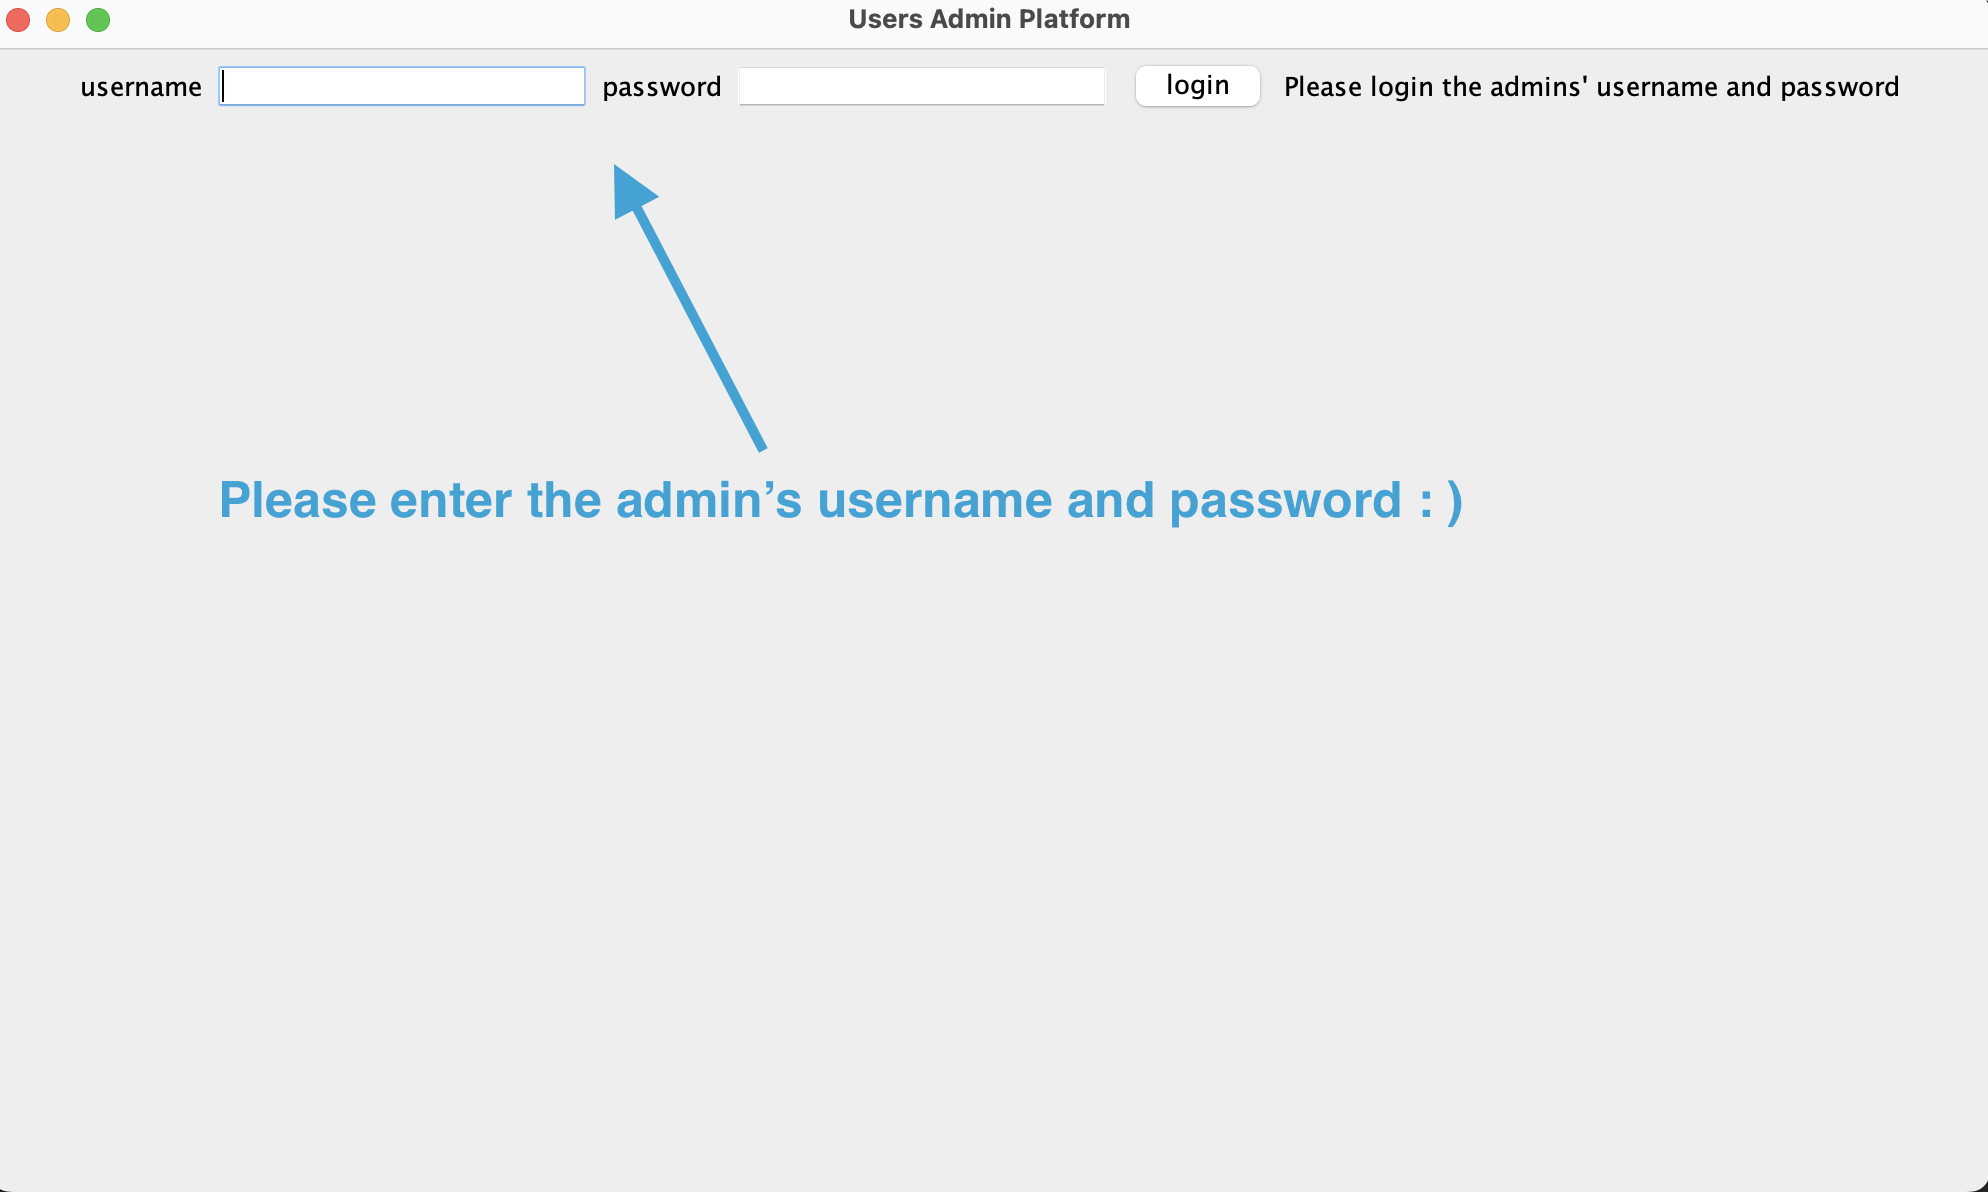 Users Admin Platform
username password login Please login the admins' username and password
Please enter the admin’s username and password : )